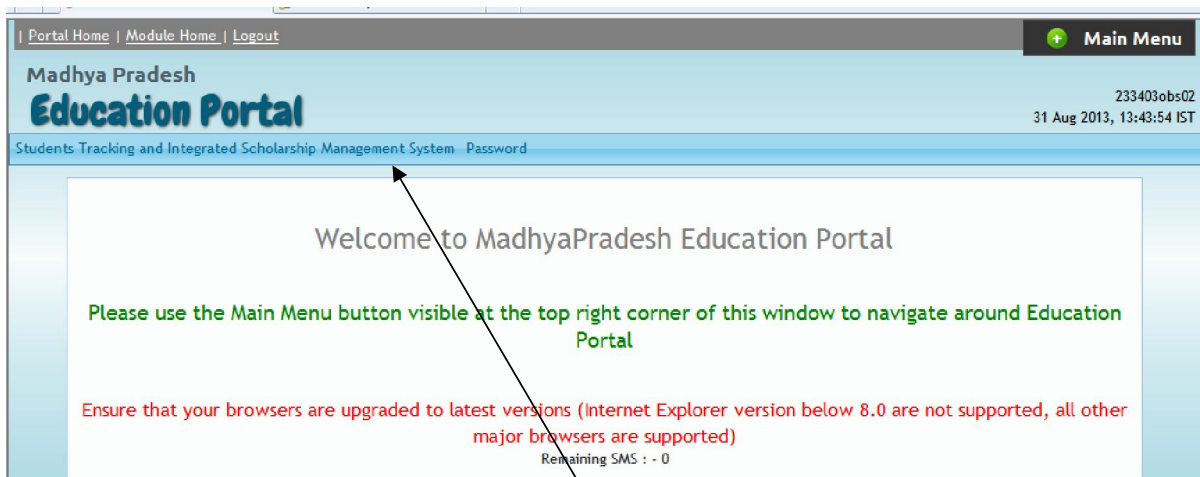 | Portal Home | Module Home | Logout
Main Menu
Madhya Pradesh
Education Portal
233403obs02
31 Aug 2013, 13:43:54 IST
Students Tracking and Integrated Scholarship Management System Password
Welcome to MadhyaPradesh Education Portal
Please use the Main Menu button visible at the top right corner of this window to navigate around Education
Portal
Ensure that your browsers are upgraded to latest versions (Internet Explorer version below 8.0 are not supported, all other
major browsers are supported)
Remaining SMS : - 0